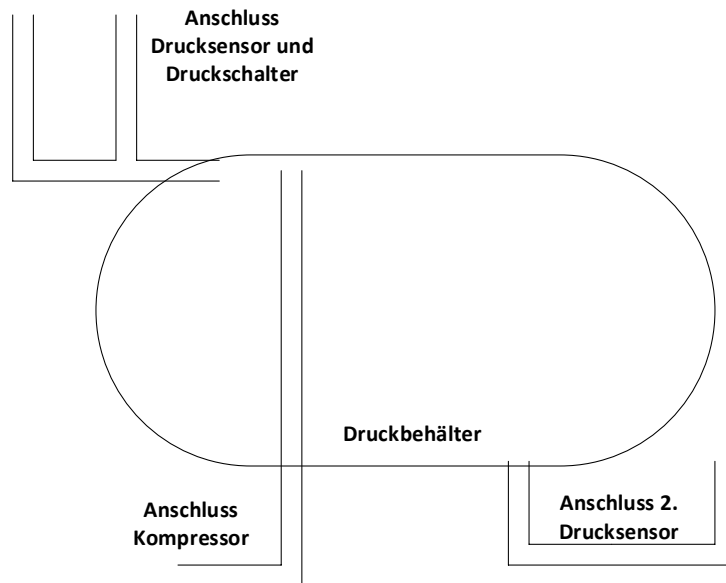 Anschluss
Drucksensor und
Druckschalter
Druckbehälter
Anschluss
Kompressor
Anschluss 2.
Drucksensor